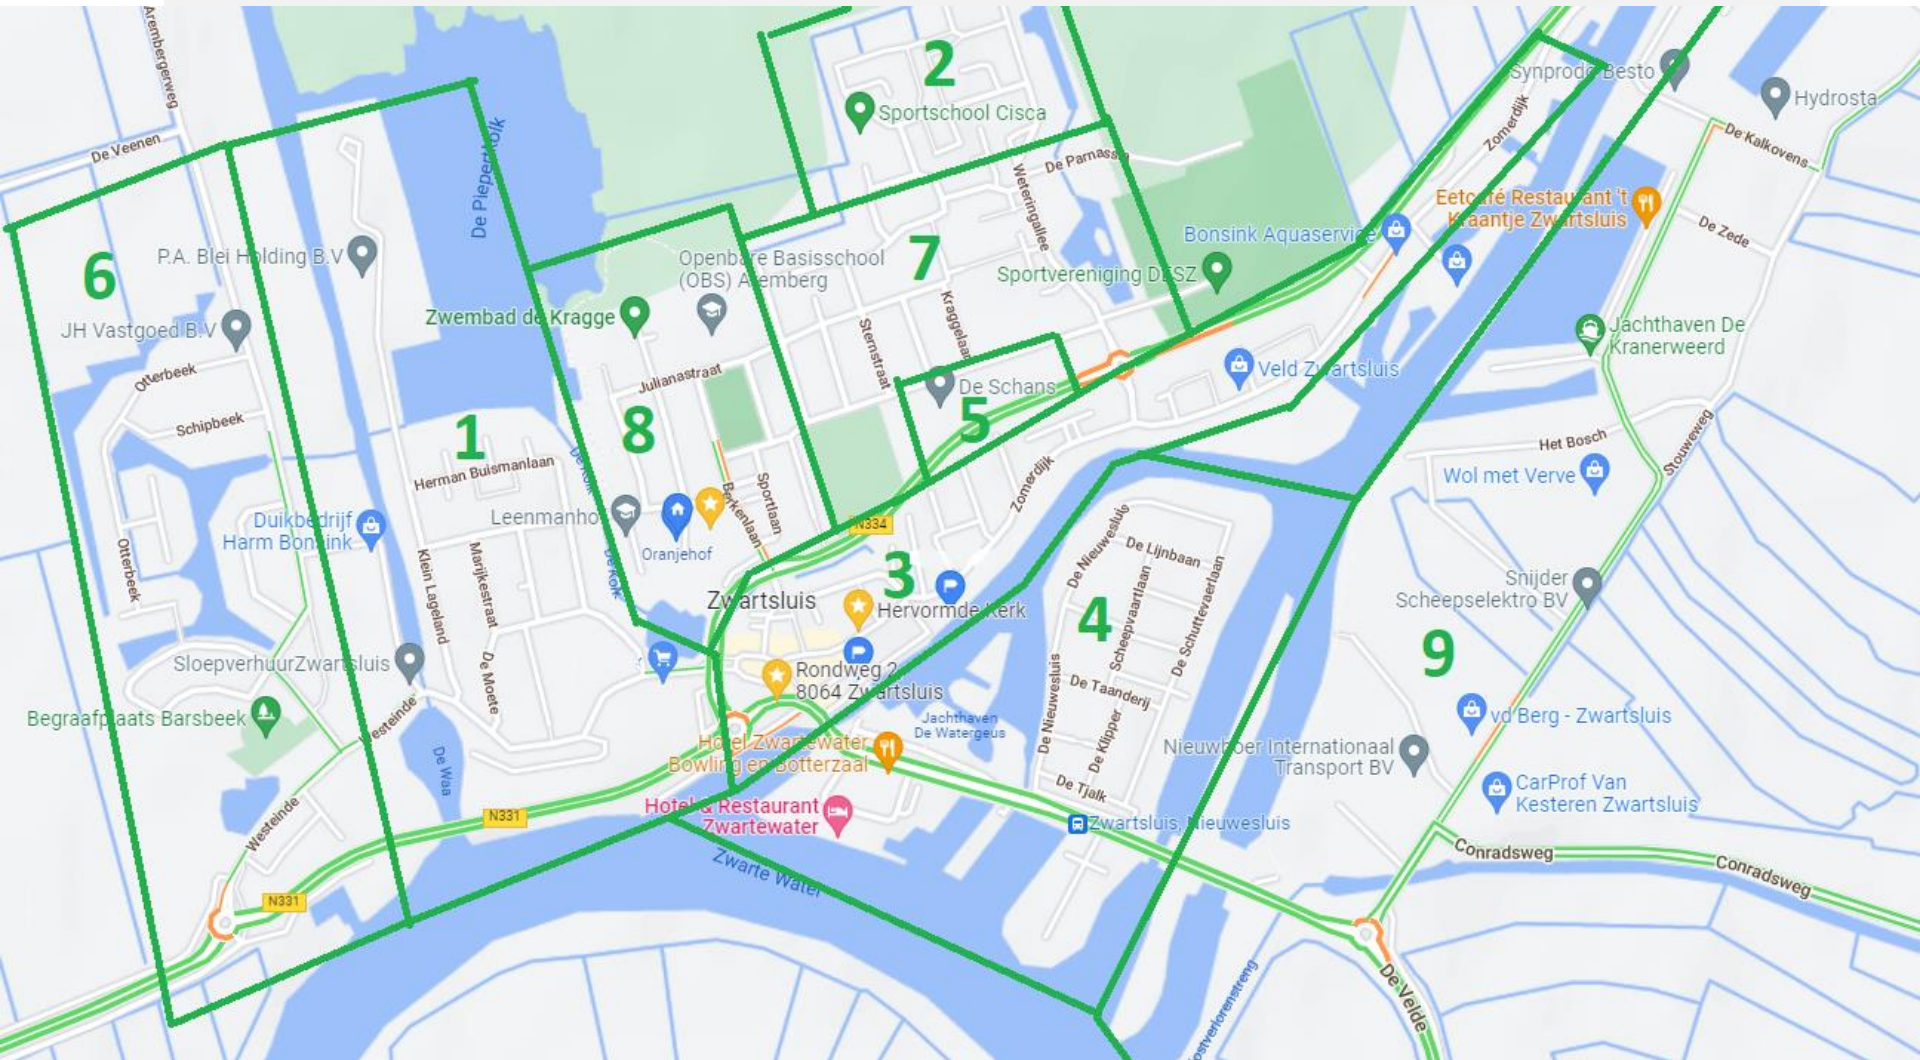 Arembergerweg
De Veenen
De Piepertkolk
2
Sportschool Cisca
De Parnassia
Weteringallee
Synprodo Besto
Hydrosta
Zomerdijk
De Kalkovens
Eetcafé Restaurant 't
Kraantje Zwartsluis
De Zede
6
P.A. Blei Holding B.V
JH Vastgoed B.V
Openbare Basisschool
(OBS) Aremberg
7
Bonsink Aquaservice
Sportvereniging DESZ
Zwembad de Kragge
Kraggelaan
Sternstraat
Jachthaven De
Kranerweerd
Otterbeek
Schipbeek
Julianastraat
De Schans
5
Veld Zwartsluis
1
8
Herman Buismanlaan
De Kolk
Het Bosch
Stouweweg
Wol met Verve
Duikbedrijf
Harm Bonsink
Leenmanhof
Oranjehof
Berkenlaan
Sportlaan
N334
Zomerdijk
De Nieuwesluis
De Lijnbaan
Otterbeek
Klein Lageland
Marijkestraat
De Kolk
3
Zwartsluis
Hervormde Kerk
4
Scheepvaartlaan
De Schuttevaerlaan
Snijder
Scheepselektro BV
9
SloepverhuurZwartsluis
De Moete
Rondweg 2,
8064 Zwartsluis
De Nieuwesluis
De Taanderij
De Klipper
Begraafplaats Barsbeek
Westeinde
De Waa
Jachthaven
De Watergeus
Hotel Zwartewater
Bowling en Botterzaal
vd Berg - Zwartsluis
Nieuwboer Internationaal
Transport BV
De Tjalk
CarProf Van
Kesteren Zwartsluis
Westeinde
N331
Hotel & Restaurant
Zwartewater
Zwartsluis, Nieuwesluis
Zwarte Water
Conradsweg
Conradsweg
N331
De Velde